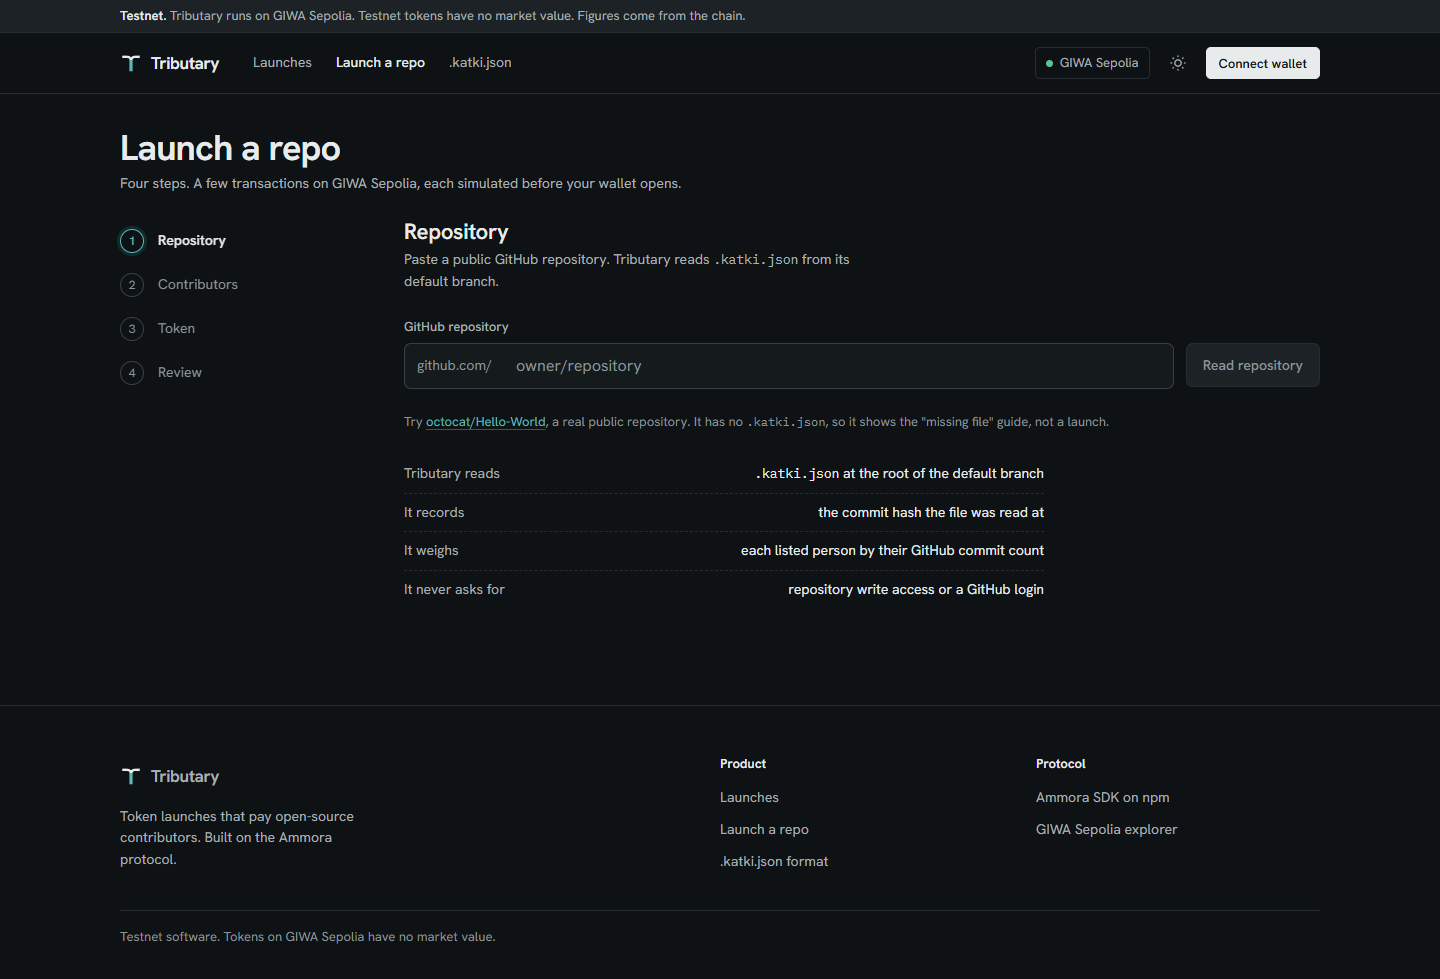 Testnet. Tributary runs on GIWA Sepolia. Testnet tokens have no market value. Figures come from the chain.
Tributary Launches Launch a repo .katki.json GIWA Sepolia Connect wallet
Launch a repo
Four steps. A few transactions on GIWA Sepolia, each simulated before your wallet opens.
1 Repository
2 Contributors
3 Token
4 Review
Repository
Paste a public GitHub repository. Tributary reads .katki.json from its
default branch.
GitHub repository
github.com/ owner/repository Read repository
Try octocat/Hello-World, a real public repository. It has no .katki.json, so it shows the "missing file" guide, not a launch.
Tributary reads .katki.json at the root of the default branch
It records the commit hash the file was read at
It weighs each listed person by their GitHub commit count
It never asks for repository write access or a GitHub login
Tributary
Token launches that pay open-source
contributors. Built on the Ammora
protocol.
Product
Launches
Launch a repo
.katki.json format
Protocol
Ammora SDK on npm
GIWA Sepolia explorer
Testnet software. Tokens on GIWA Sepolia have no market value.